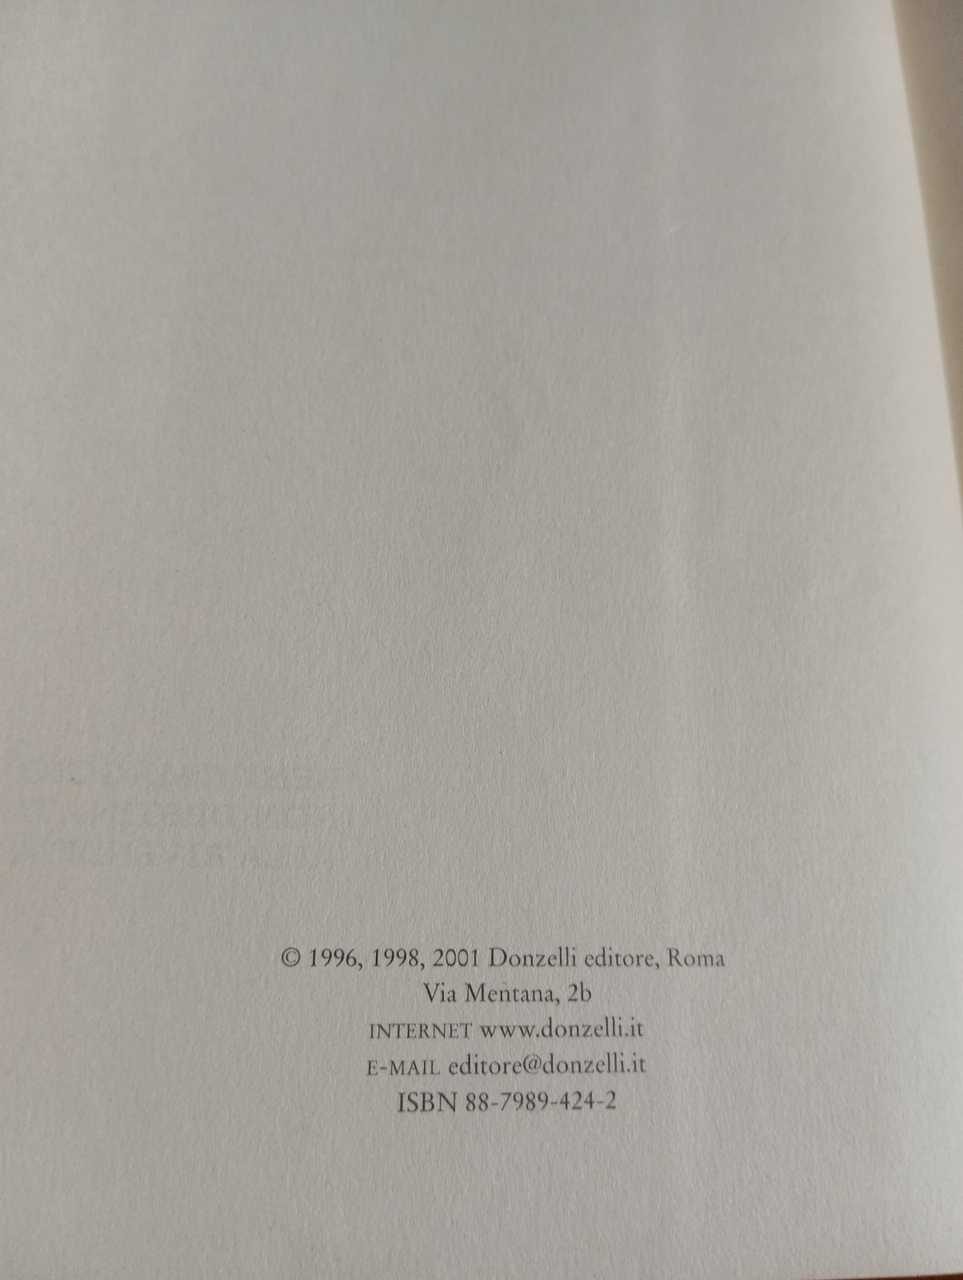 © 1996, 1998, 2001 Donzelli editore, Roma
Via Mentana, 2b
INTERNET www.donzelli.it
E-MAIL editore@donzelli.it
ISBN 88-7989-424-2